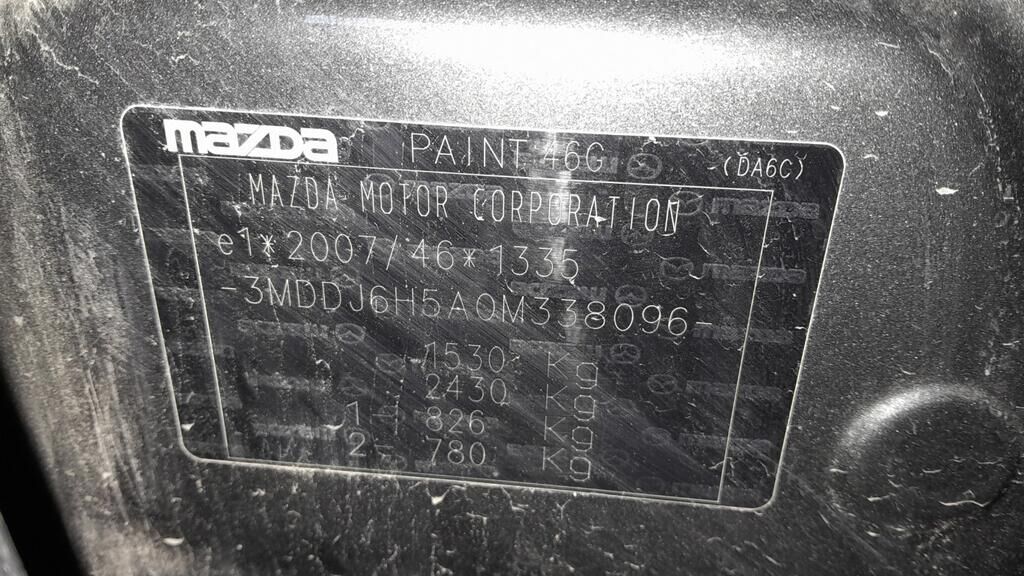 mazda PAINT 46G (DA6C)
MAZDA MOTOR CORPORATION
e1*2007/46*1335
-3MDDJ6H5A0M338096-
1530 Kg
2430 Kg
1- 826 Kg
2- 780 Kg